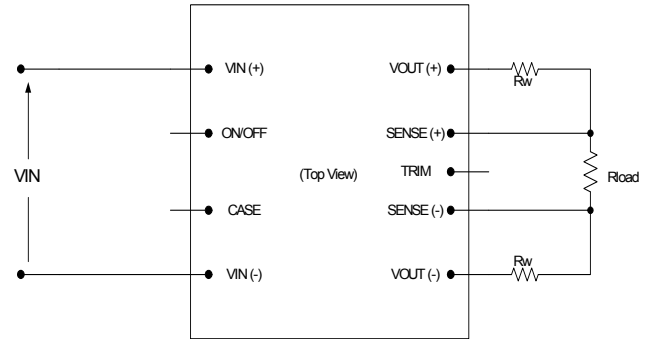 VIN (+)
VOUT (+)
Rw
ON/OFF
SENSE (+)
VIN
(Top View)
TRIM
Rload
CASE
SENSE (-)
VIN (-)
VOUT (-)
Rw